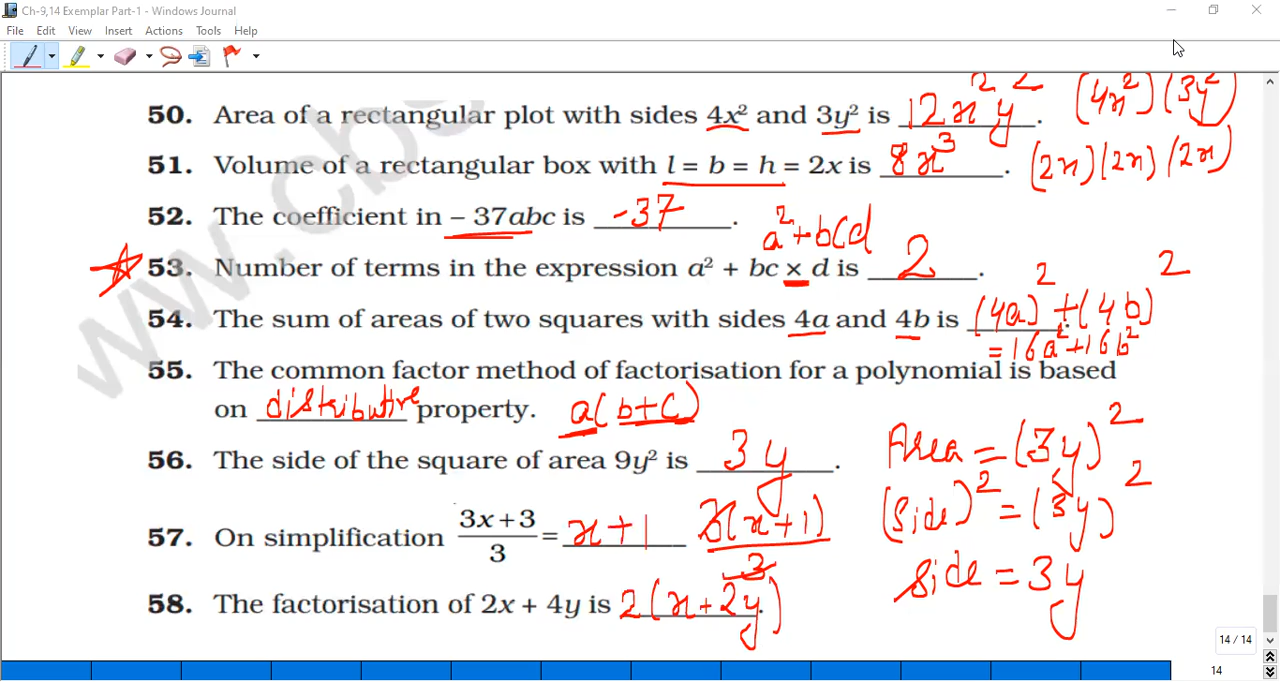 Ch-9,14 Exemplar Part-1 - Windows Journal
File Edit View Insert Actions Tools Help
www.cbs
50. Area of a rectangular plot with sides 4x² and 3y² is 12x²y². (4x²)(3y²)
51. Volume of a rectangular box with l = b = h = 2x is 8x³. (2x)(2x)(2x)
52. The coefficient in – 37abc is -37.
a²+bcd
53. Number of terms in the expression a² + bc × d is 2.
54. The sum of areas of two squares with sides 4a and 4b is (4a)²+(4b)².
=16a²+16b²
55. The common factor method of factorisation for a polynomial is based
on distributive property. a(b+c)
56. The side of the square of area 9y² is 3y. Area = (3y)²
(Side)² = (3y)²
57. On simplification (3x+3)/3 = x+1 3(x+1)/3
Side = 3y
58. The factorisation of 2x + 4y is 2(x+2y).
14 / 14
14